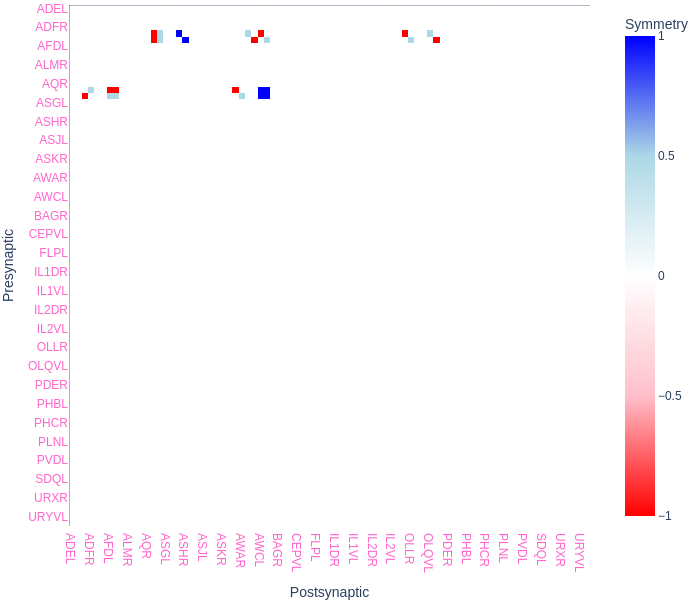 Symmetry
1
0.5
0
−0.5
−1
Presynaptic
ADEL
ADFR
AFDL
ALMR
AQR
ASGL
ASHR
ASJL
ASKR
AWAR
AWCL
BAGR
CEPVL
FLPL
IL1DR
IL1VL
IL2DR
IL2VL
OLLR
OLQVL
PDER
PHBL
PHCR
PLNL
PVDL
SDQL
URXR
URYVL
ADEL
ADFR
AFDL
ALMR
AQR
ASGL
ASHR
ASJL
ASKR
AWAR
AWCL
BAGR
CEPVL
FLPL
IL1DR
IL1VL
IL2DR
IL2VL
OLLR
OLQVL
PDER
PHBL
PHCR
PLNL
PVDL
SDQL
URXR
URYVL
Postsynaptic